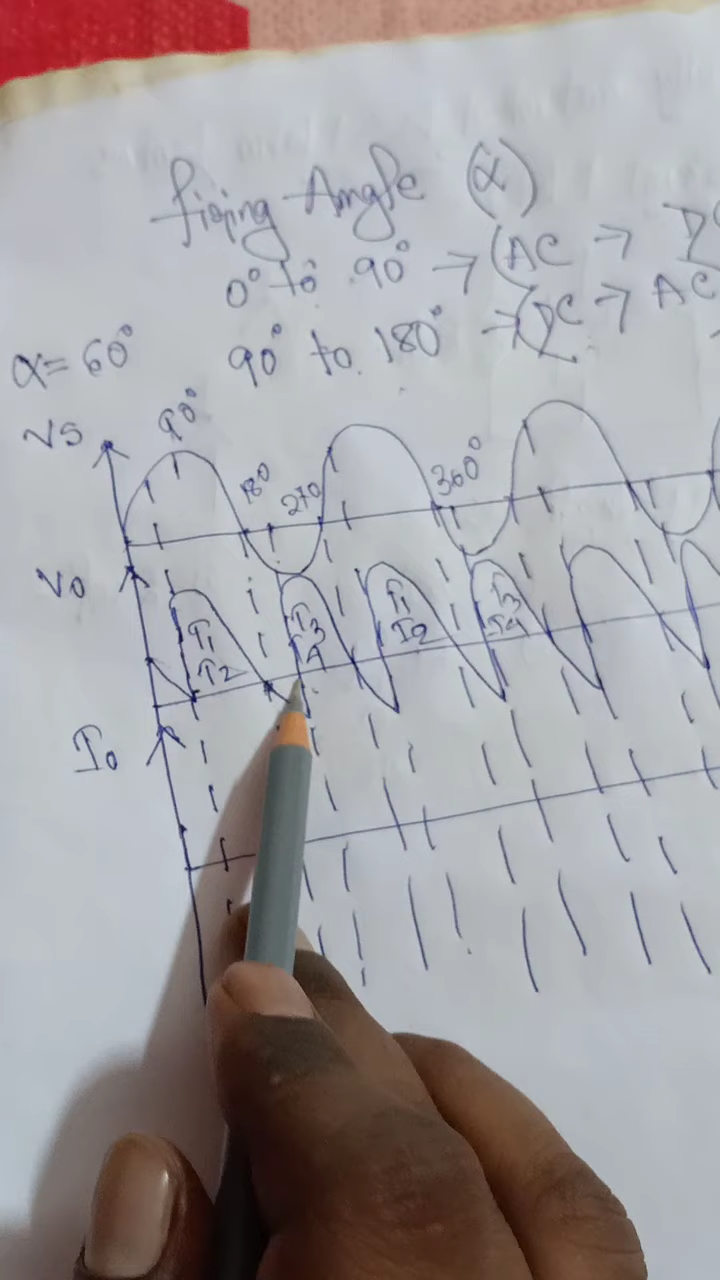 firing Angle (α)
0° to 90° → (AC → DC
90° to 180° → (DC → AC
α = 60°
Vs
90°
180
270
360°
Vo
T1
T2
T3
T4
T1
T2
T3
T4
Io